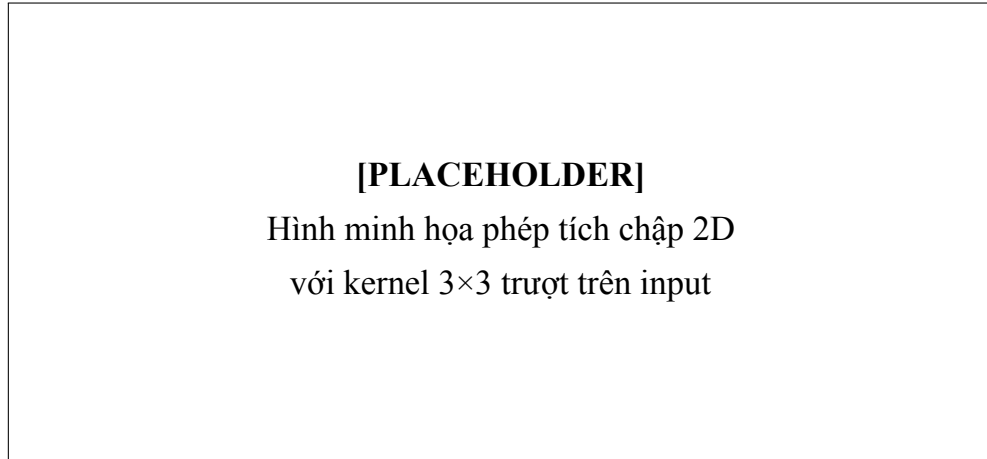 [PLACEHOLDER]
Hình minh họa phép tích chập 2D
với kernel 3×3 trượt trên input